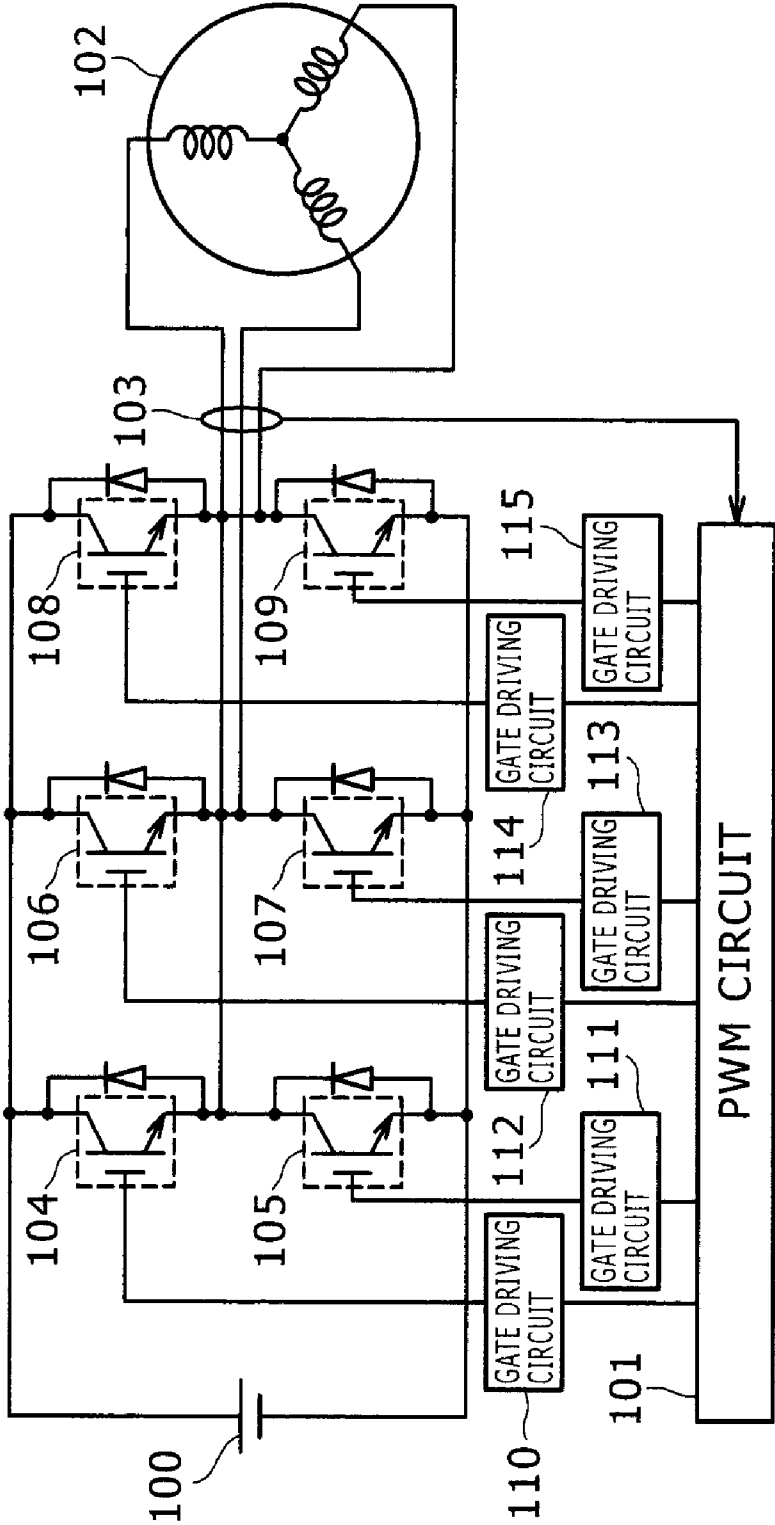 102
103
108
109
115
GATE DRIVING
CIRCUIT
114
GATE DRIVING
CIRCUIT
106
107
113
GATE DRIVING
CIRCUIT
112
GATE DRIVING
CIRCUIT
104
105
111
GATE DRIVING
CIRCUIT
110
GATE DRIVING
CIRCUIT
100
101
PWM CIRCUIT